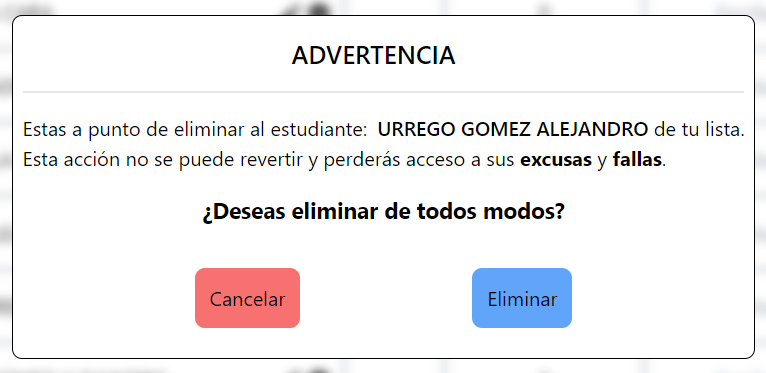 ADVERTENCIA
Estas a punto de eliminar al estudiante: URREGO GOMEZ ALEJANDRO de tu lista.
Esta acción no se puede revertir y perderás acceso a sus excusas y fallas.
¿Deseas eliminar de todos modos?
Cancelar
Eliminar